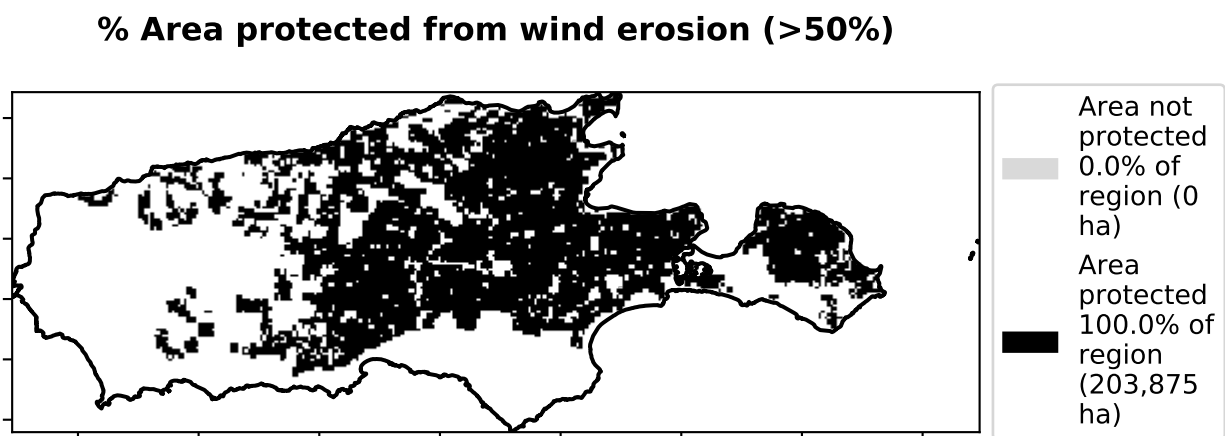 % Area protected from wind erosion (>50%)
Area not
protected
0.0% of
region (0
ha)
Area
protected
100.0% of
region
(203,875
ha)